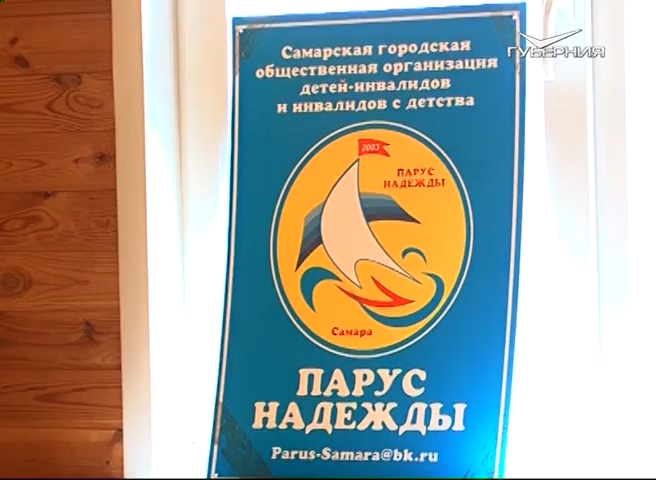 ГУБЕРНИЯ
Самарская городская
общественная организация
детей-инвалидов
и инвалидов с детства
2003
ПАРУС
НАДЕЖДЫ
Самара
ПАРУС
НАДЕЖДЫ
Parus-Samara@bk.ru